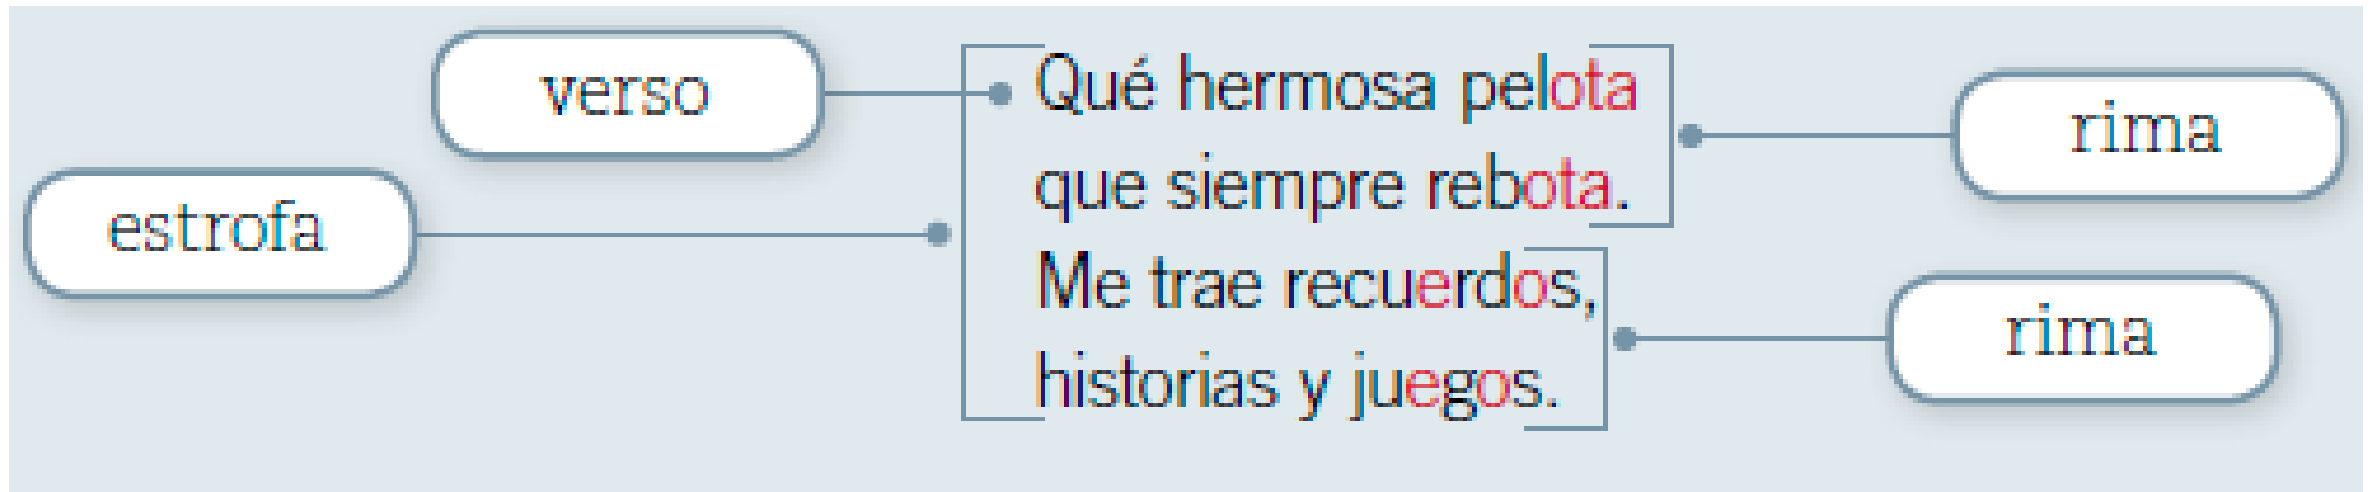 verso
estrofa
Qué hermosa pelota
que siempre rebota.
Me trae recuerdos,
historias y juegos.
rima
rima